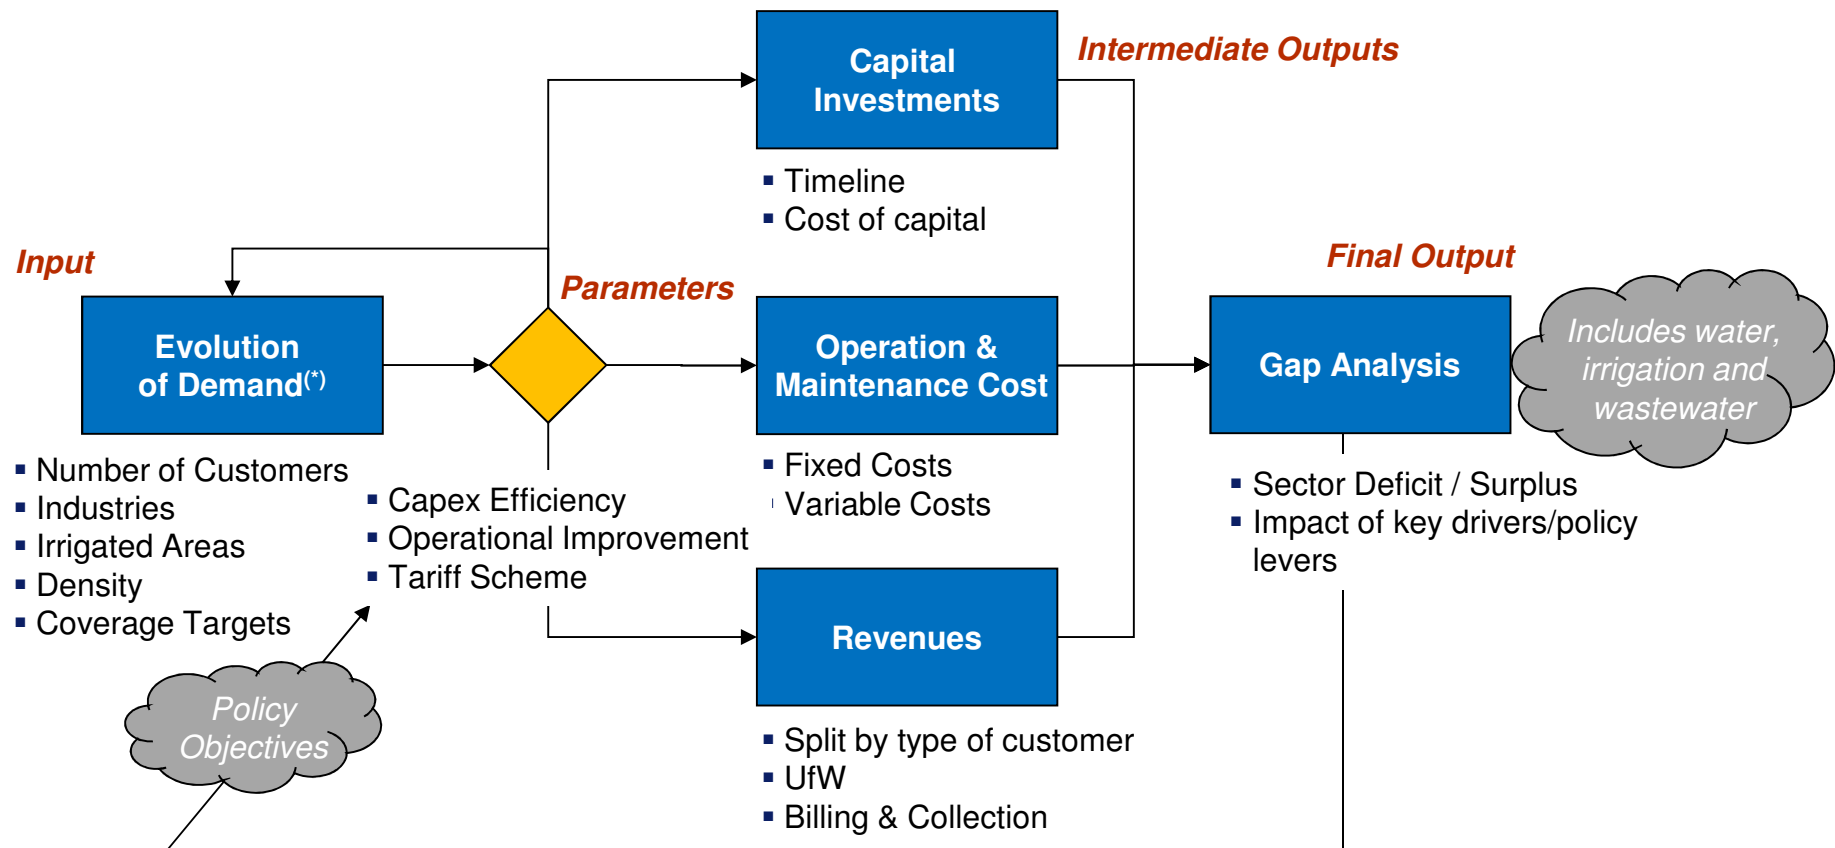 Capital
Investments
Intermediate Outputs
▪ Timeline
▪ Cost of capital
Input
Parameters
Final Output
Evolution
of Demand(*)
Operation &
Maintenance Cost
Gap Analysis
Includes water,
irrigation and
wastewater
▪ Number of Customers
▪ Industries
▪ Irrigated Areas
▪ Density
▪ Coverage Targets
▪ Capex Efficiency
▪ Operational Improvement
▪ Tariff Scheme
▪ Fixed Costs
Variable Costs
▪ Sector Deficit / Surplus
▪ Impact of key drivers/policy
levers
Revenues
Policy
Objectives
▪ Split by type of customer
▪ UfW
▪ Billing & Collection